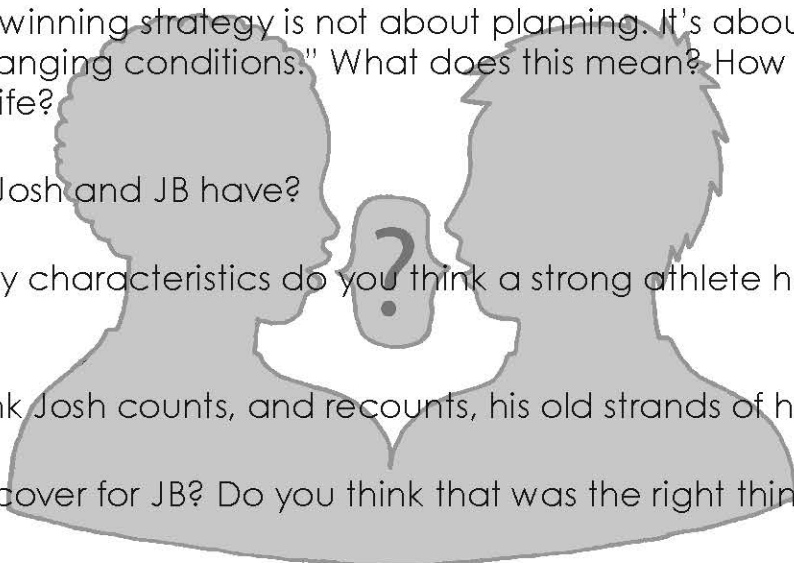 winning strategy is not about planning. It's abou
anging conditions." What does this mean? How
ife?
Josh and JB have?
y characteristics do you think a strong athlete h
?
nk Josh counts, and recounts, his old strands of h
cover for JB? Do you think that was the right thin